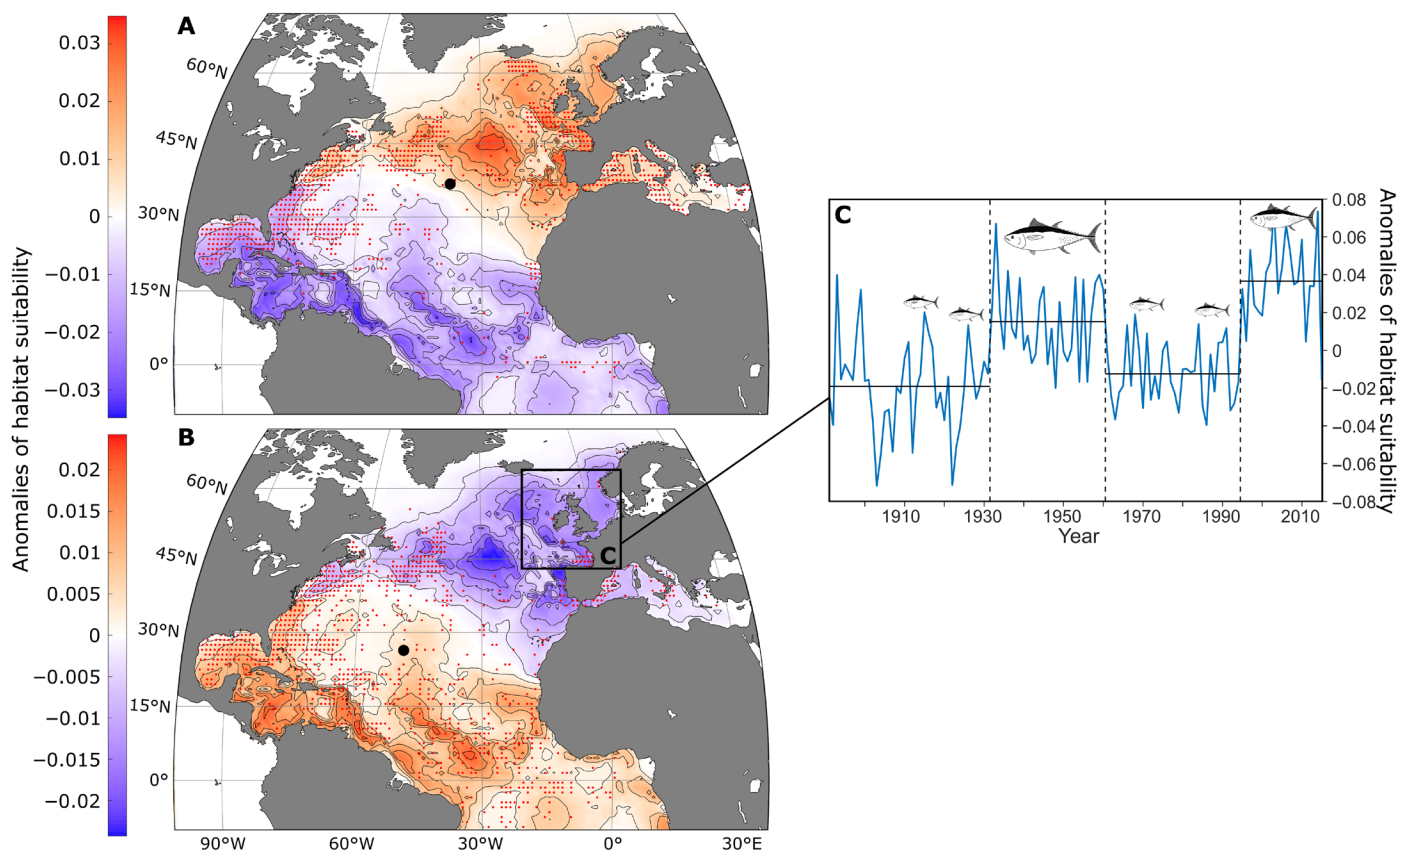 A
Anomalies of habitat suitability
0.03
0.02
0.01
0
−0.01
−0.02
−0.03
60°N
45°N
30°N
15°N
0°
B
0.02
0.015
0.01
0.005
0
−0.005
−0.01
−0.015
−0.02
60°N
45°N
30°N
15°N
0°
90°W
60°W
30°W
0°
30°E
C
C
0.08
0.06
0.04
0.02
0
−0.02
−0.04
−0.06
−0.08
Anomalies of habitat suitability
1910
1930
1950
1970
1990
2010
Year